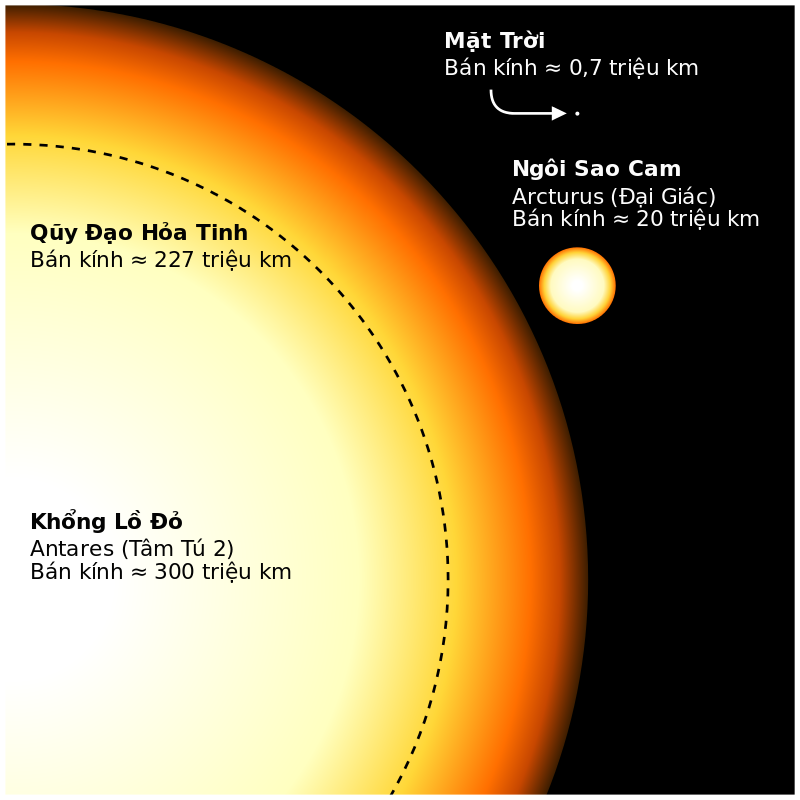 Mặt Trời
Bán kính ≈ 0,7 triệu km
Ngôi Sao Cam
Arcturus (Đại Giác)
Bán kính ≈ 20 triệu km
Qũy Đạo Hỏa Tinh
Bán kính ≈ 227 triệu km
Khổng Lồ Đỏ
Antares (Tâm Tú 2)
Bán kính ≈ 300 triệu km